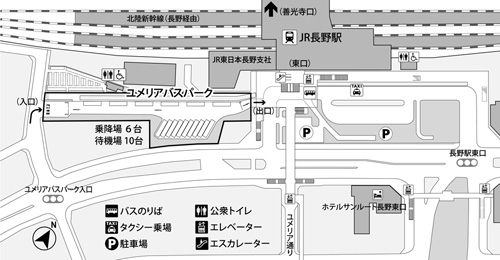 北陸新幹線(長野経由)
(善光寺口)
JR長野駅
(東口)
JR東日本長野支社
ユメリアバスパーク
(入口)
(出口)
TAXI
乗降場 6台
待機場 10台
P
P
長野駅東口
ユメリアバスパーク入口
ホテルサンルート長野東口
ユメリア通り
バスのりば
タクシー乗場
P 駐車場
公衆トイレ
エレベーター
エスカレーター
N